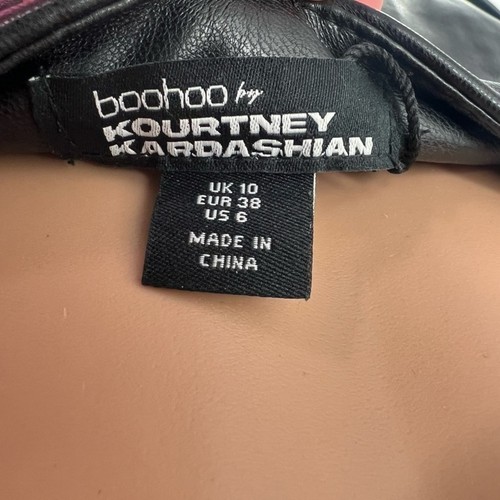 boohoo by
KOURTNEY
KARDASHIAN
UK 10
EUR 38
US 6
MADE IN
CHINA